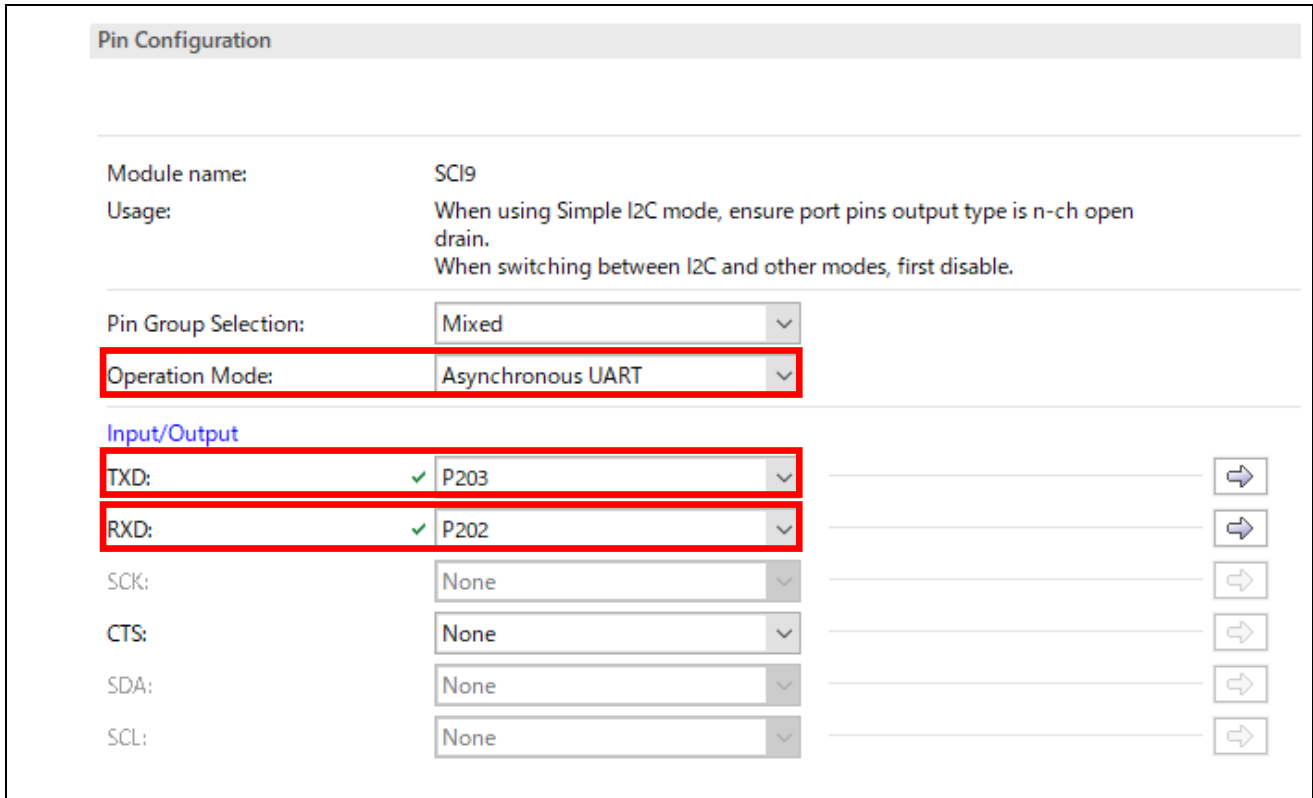 Pin Configuration
Module name: SCI9
Usage: When using Simple I2C mode, ensure port pins output type is n-ch open
drain.
When switching between I2C and other modes, first disable.
Pin Group Selection: Mixed
Operation Mode: Asynchronous UART
Input/Output
TXD: P203
RXD: P202
SCK: None
CTS: None
SDA: None
SCL: None